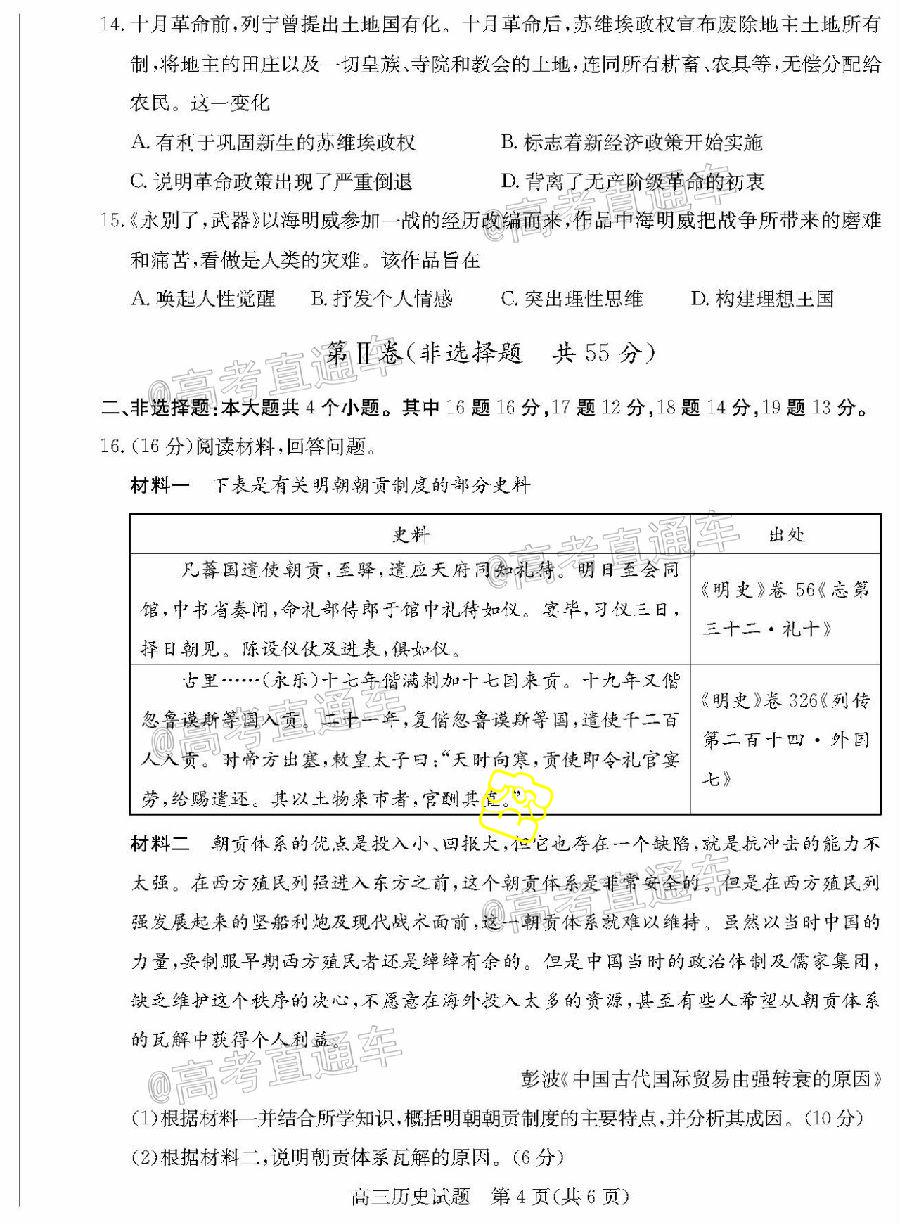 14. 十月革命前,列宁曾提出土地国有化。十月革命后,苏维埃政权宣布废除地主土地所有
制,将地主的田庄以及一切皇族、寺院和教会的土地,连同所有耕畜、农具等,无偿分配给
农民。这一变化
A. 有利于巩固新生的苏维埃政权 B. 标志着新经济政策开始实施
C. 说明革命政策出现了严重倒退 D. 背离了无产阶级革命的初衷
15. 《永别了,武器》以海明威参加一战的经历改编而来,作品中海明威把战争所带来的磨难
和痛苦,看做是人类的灾难。该作品旨在
A. 唤起人性觉醒 B. 抒发个人情感 C. 突出理性思维 D. 构建理想王国
第Ⅱ卷(非选择题 共 55 分)
二、非选择题:本大题共 4 个小题。其中 16 题 16 分,17 题 12 分,18 题 14 分,19 题 13 分。
16. (16 分)阅读材料,回答问题。
材料一 下表是有关明朝朝贡制度的部分史料
史料 出处
凡蕃国遣使朝贡,至驿,遣应天府同知礼待。明日至会同
馆,中书省奏闻,命礼部侍郎于馆中礼待如仪。宴毕,习仪三日,
择日朝见。陈设仪仗及进表,俱如仪。
《明史》卷 56《志第
三十二·礼十》
古里……(永乐)十七年偕满剌加十七国来贡。十九年又偕
忽鲁谟斯等国入贡。二十一年,复偕忽鲁谟斯等国,遣使千二百
人入贡。时帝方出塞,敕皇太子曰:“天时向寒,贡使即令礼官宴
劳,给赐遣还。其以土物来市者,官酬其直。”
《明史》卷 326《列传
第二百十四·外国
七》
材料二 朝贡体系的优点是投入小、回报大,但它也存在一个缺陷,就是抗冲击的能力不
太强。在西方殖民列强进入东方之前,这个朝贡体系是非常安全的。但是在西方殖民列
强发展起来的坚船利炮及现代战术面前,这一朝贡体系就难以维持。虽然以当时中国的
力量,要制服早期西方殖民者还是绰绰有余的。但是中国当时的政治体制及儒家集团,
缺乏维护这个秩序的决心,不愿意在海外投入太多的资源,甚至有些人希望从朝贡体系
的瓦解中获得个人利益。
彭波《中国古代国际贸易由强转衰的原因》
(1)根据材料一并结合所学知识,概括明朝朝贡制度的主要特点,并分析其成因。(10 分)
(2)根据材料二,说明朝贡体系瓦解的原因。(6 分)
高三历史试题 第 4 页(共 6 页)
@高考直通车
@高考直通车
@高考直通车
@高考直通车
@高考直通车
@高考直通车